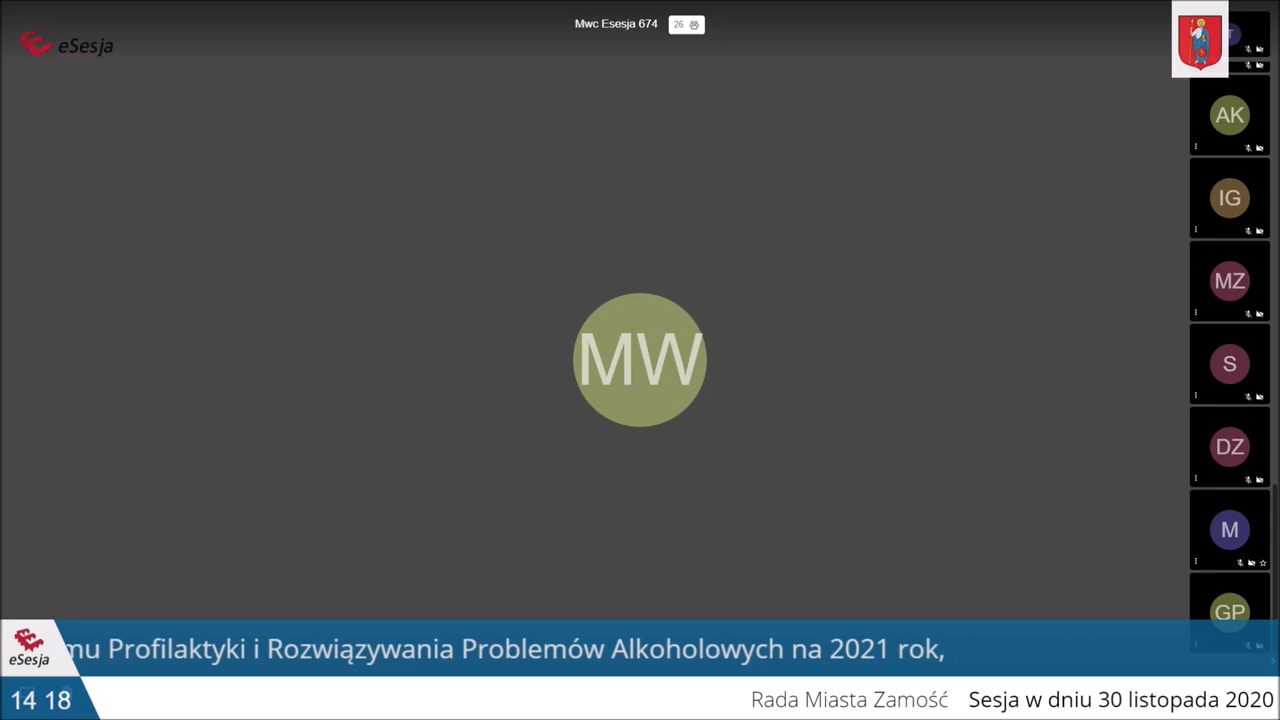 Mwc Esesja 674 26
eSesja
T
AK
IG
MZ
S
DZ
M
GP
MW
mu Profilaktyki i Rozwiązywania Problemów Alkoholowych na 2021 rok,
eSesja
14 18
Rada Miasta Zamość Sesja w dniu 30 listopada 2020